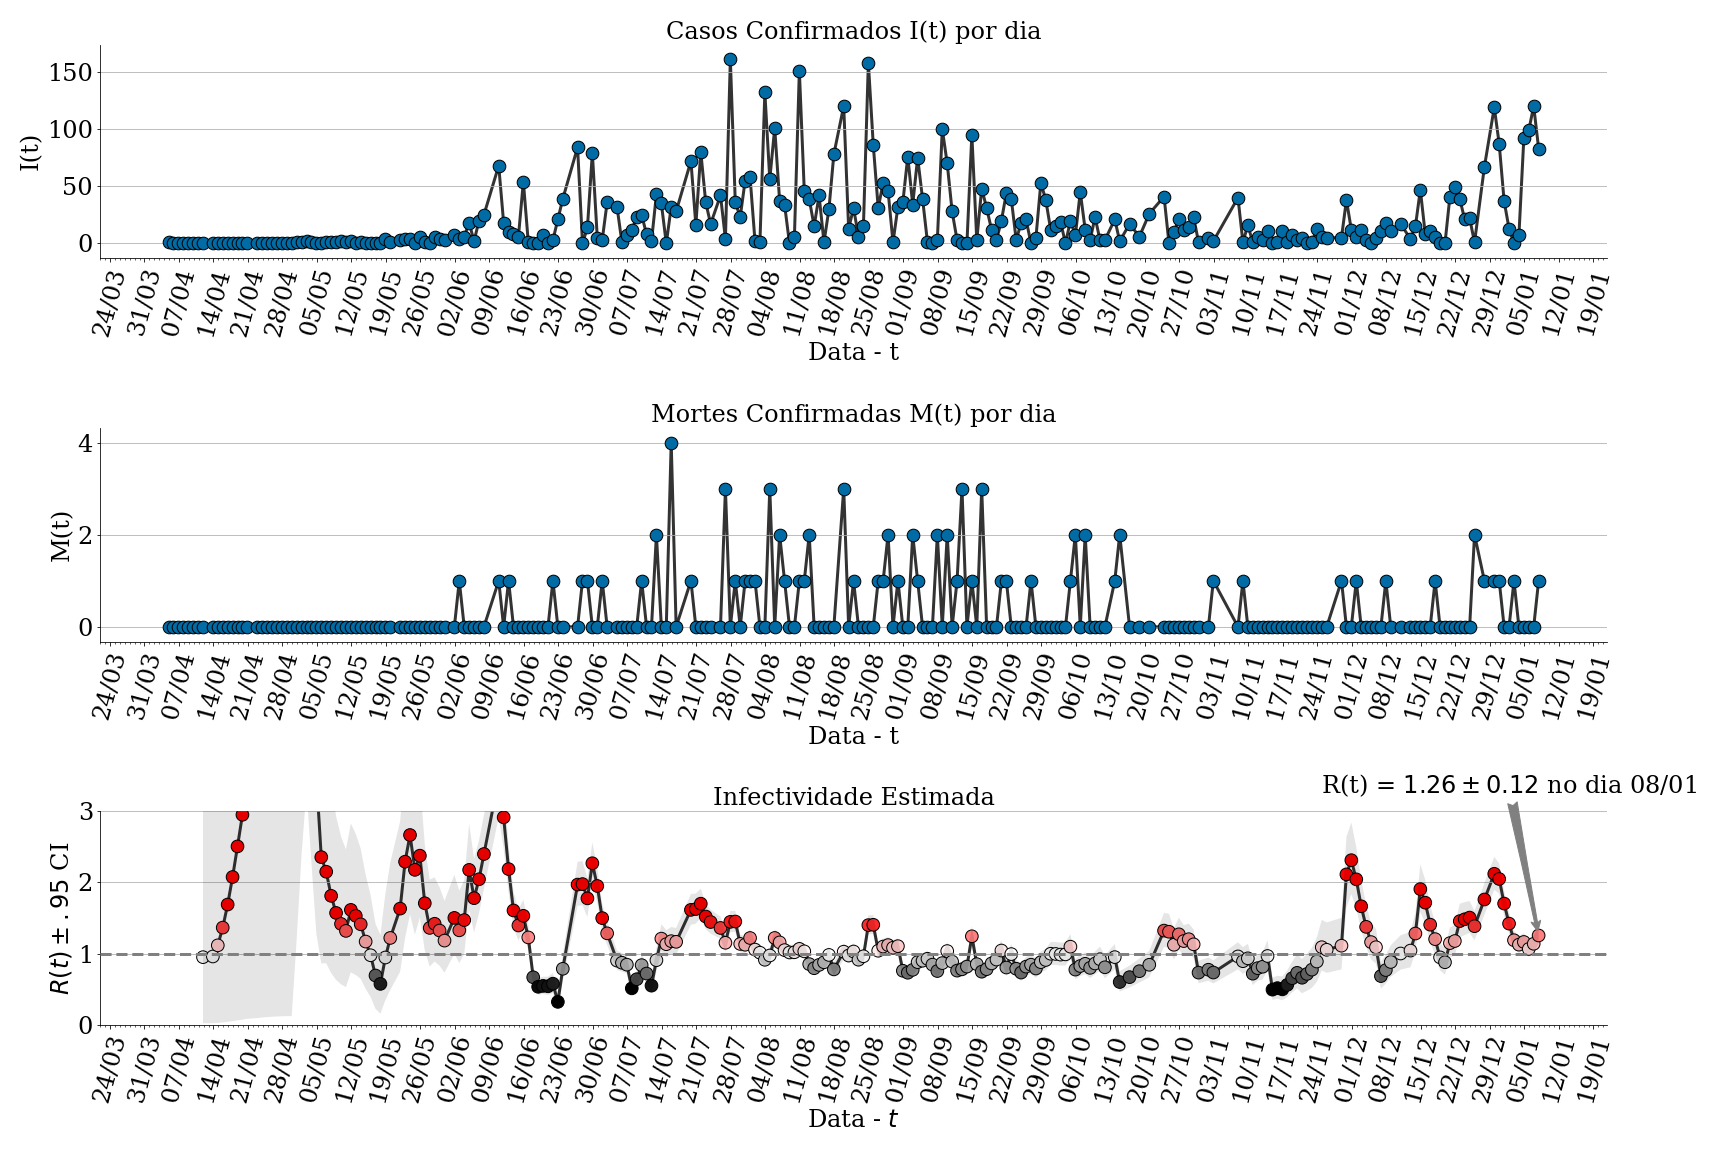 Casos Confirmados I(t) por dia
I(t)
150
100
50
0
24/03 31/03 07/04 14/04 21/04 28/04 05/05 12/05 19/05 26/05 02/06 09/06 16/06 23/06 30/06 07/07 14/07 21/07 28/07 04/08 11/08 18/08 25/08 01/09 08/09 15/09 22/09 29/09 06/10 13/10 20/10 27/10 03/11 10/11 17/11 24/11 01/12 08/12 15/12 22/12 29/12 05/01 12/01 19/01
Data - t
Mortes Confirmadas M(t) por dia
M(t)
4
2
0
24/03 31/03 07/04 14/04 21/04 28/04 05/05 12/05 19/05 26/05 02/06 09/06 16/06 23/06 30/06 07/07 14/07 21/07 28/07 04/08 11/08 18/08 25/08 01/09 08/09 15/09 22/09 29/09 06/10 13/10 20/10 27/10 03/11 10/11 17/11 24/11 01/12 08/12 15/12 22/12 29/12 05/01 12/01 19/01
Data - t
R(t) = 1.26 ± 0.12 no dia 08/01
Infectividade Estimada
R(t) ± .95 CI
3
2
1
0
24/03 31/03 07/04 14/04 21/04 28/04 05/05 12/05 19/05 26/05 02/06 09/06 16/06 23/06 30/06 07/07 14/07 21/07 28/07 04/08 11/08 18/08 25/08 01/09 08/09 15/09 22/09 29/09 06/10 13/10 20/10 27/10 03/11 10/11 17/11 24/11 01/12 08/12 15/12 22/12 29/12 05/01 12/01 19/01
Data - t